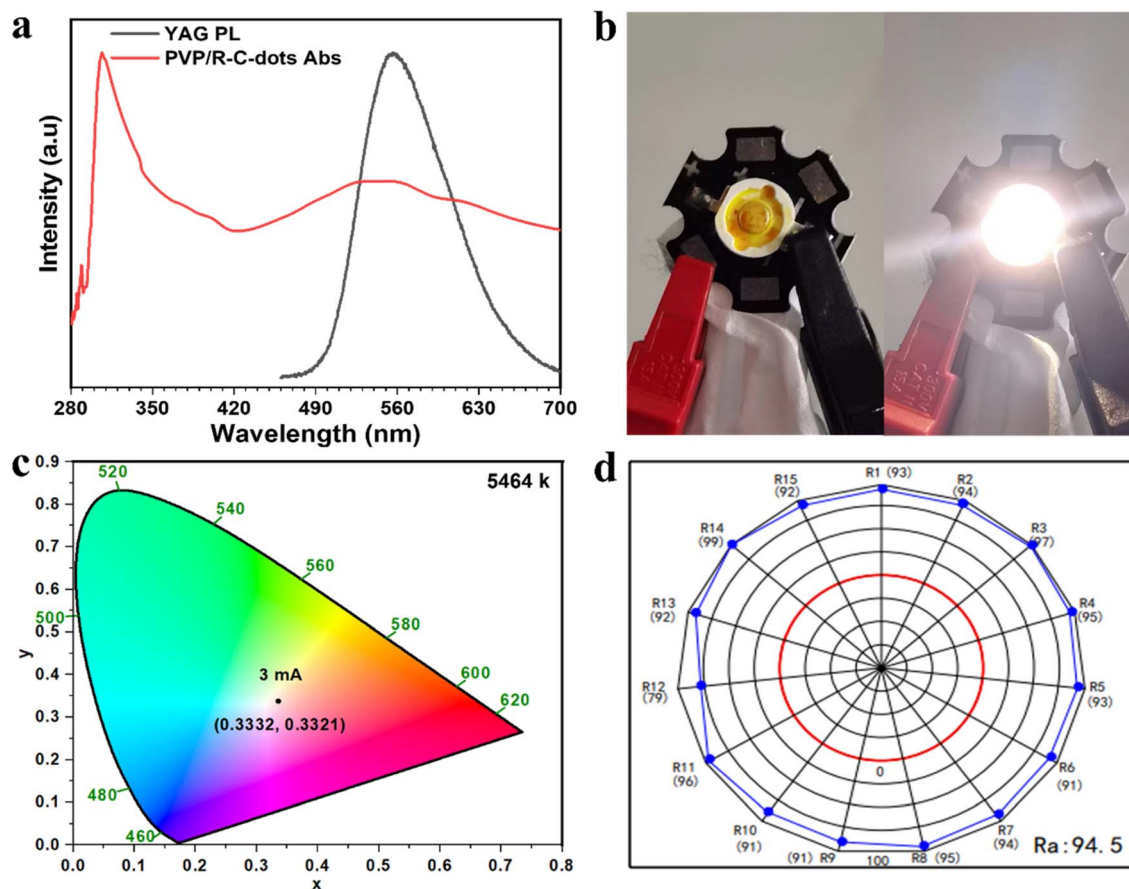 a
YAG PL
PVP/R-C-dots Abs
Intensity (a.u)
280 350 420 490 560 630 700
Wavelength (nm)
b
c
0.9
0.8
0.7
0.6
0.5
0.4
0.3
0.2
0.1
0.0
y
5464 k
520
540
560
580
600
620
500
480
460
3 mA
(0.3332, 0.3321)
0.0 0.1 0.2 0.3 0.4 0.5 0.6 0.7 0.8
x
d
R1 (93)
R2
(94)
R3
(97)
R4
(95)
R5
(93)
R6
(91)
R7
(94)
R8 (95)
(91) R9
R10
(91)
R11
(96)
R12
(79)
R13
(92)
R14
(99)
R15
(92)
0
100
Ra:94.5